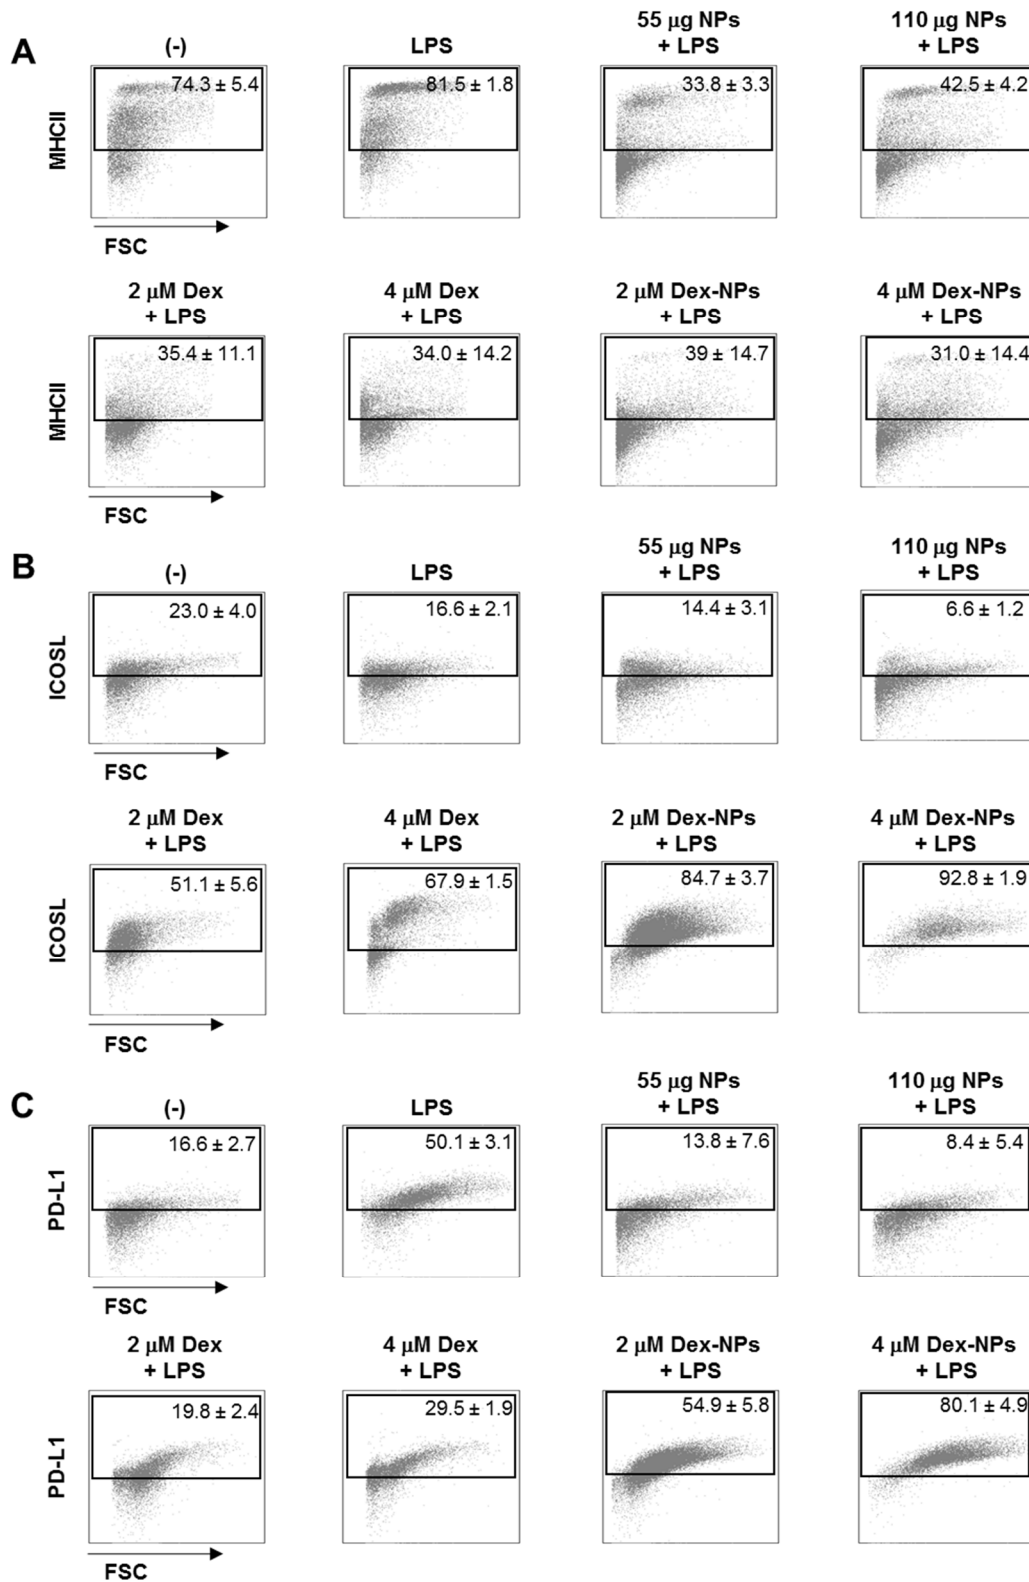 A
(-)
LPS
55 µg NPs
+ LPS
110 µg NPs
+ LPS
MHCII
74.3 ± 5.4
81.5 ± 1.8
33.8 ± 3.3
42.5 ± 4.2
FSC
2 µM Dex
+ LPS
4 µM Dex
+ LPS
2 µM Dex-NPs
+ LPS
4 µM Dex-NPs
+ LPS
MHCII
35.4 ± 11.1
34.0 ± 14.2
39 ± 14.7
31.0 ± 14.4
FSC
B
(-)
LPS
55 µg NPs
+ LPS
110 µg NPs
+ LPS
ICOSL
23.0 ± 4.0
16.6 ± 2.1
14.4 ± 3.1
6.6 ± 1.2
FSC
2 µM Dex
+ LPS
4 µM Dex
+ LPS
2 µM Dex-NPs
+ LPS
4 µM Dex-NPs
+ LPS
ICOSL
51.1 ± 5.6
67.9 ± 1.5
84.7 ± 3.7
92.8 ± 1.9
FSC
C
(-)
LPS
55 µg NPs
+ LPS
110 µg NPs
+ LPS
PD-L1
16.6 ± 2.7
50.1 ± 3.1
13.8 ± 7.6
8.4 ± 5.4
FSC
2 µM Dex
+ LPS
4 µM Dex
+ LPS
2 µM Dex-NPs
+ LPS
4 µM Dex-NPs
+ LPS
PD-L1
19.8 ± 2.4
29.5 ± 1.9
54.9 ± 5.8
80.1 ± 4.9
FSC